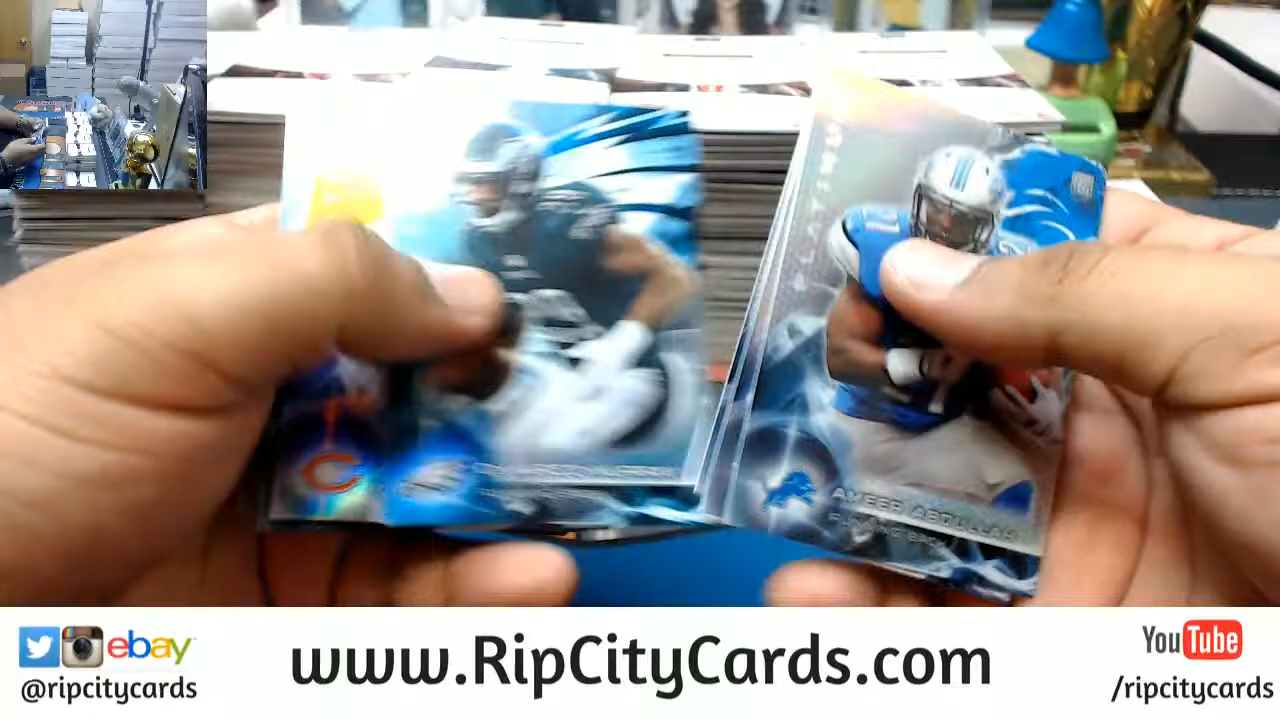 AMEER ABDULLAH
RUNNING BACK
ebay
@ripcitycards
www.RipCityCards.com
YouTube
/ripcitycards